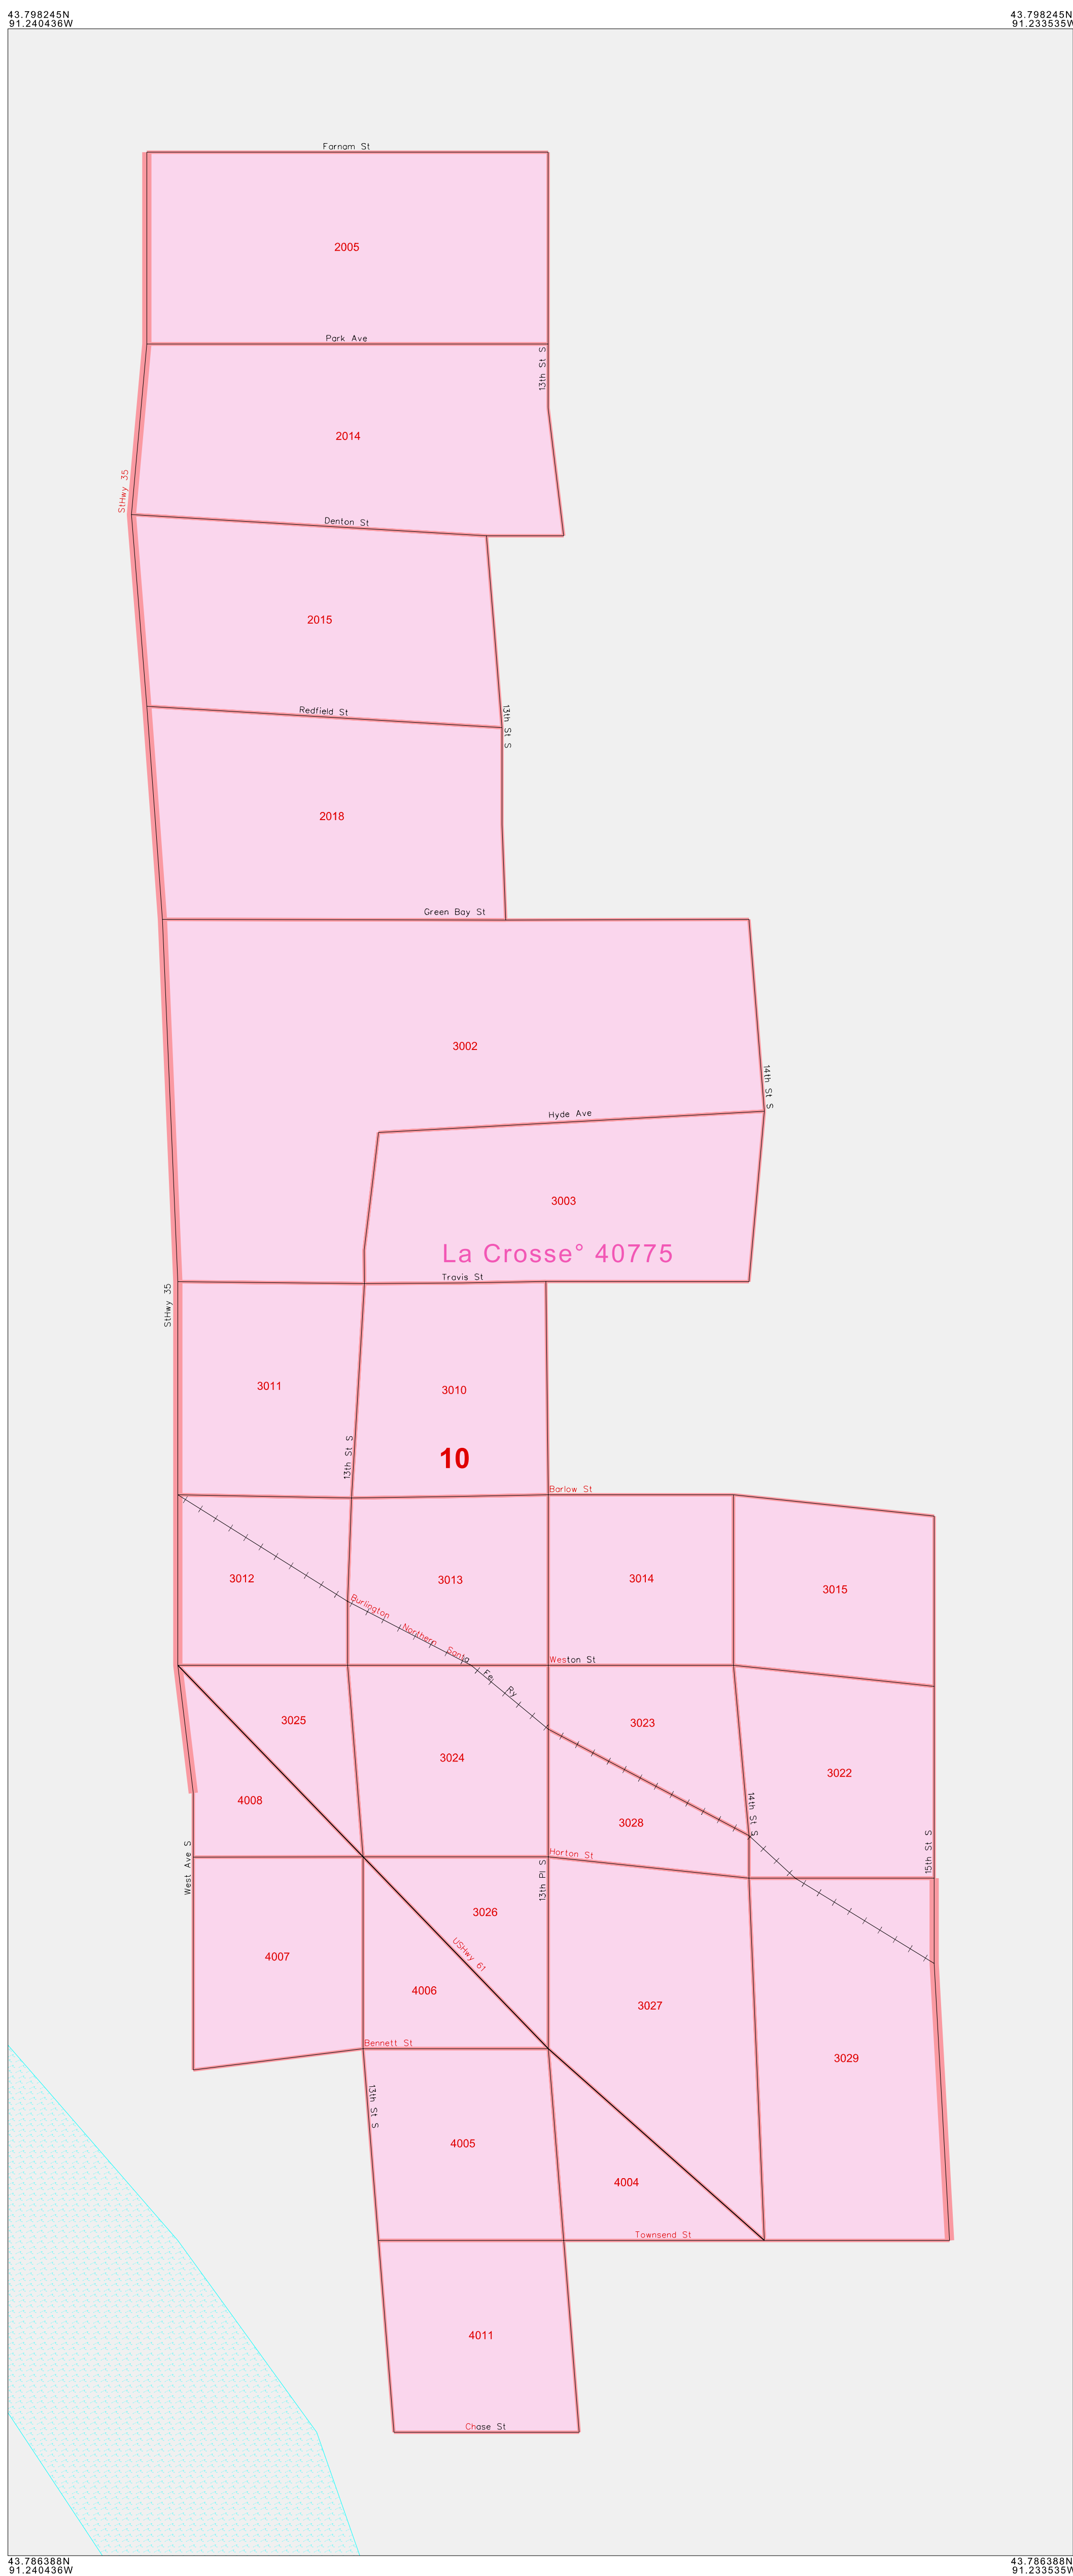 43.798245N
91.240436W
43.798245N
91.233535W
Farnam St
2005
Park Ave
13th St S
2014
StHwy 35
Denton St
2015
Redfield St
13th St S
2018
Green Bay St
3002
14th St S
Hyde Ave
3003
La Crosse° 40775
Travis St
StHwy 35
3011
3010
13th St S
10
Barlow St
3012
3013
3014
3015
Burlington Northern Santa Fe Ry
Weston St
3025
3023
3024
3022
4008
14th St S
3028
15th St S
West Ave S
Horton St
13th Pl S
3026
USHwy 61
4007
4006
3027
Bennett St
3029
13th St S
4005
4004
Townsend St
4011
Chase St
43.786388N
91.240436W
43.786388N
91.233535W